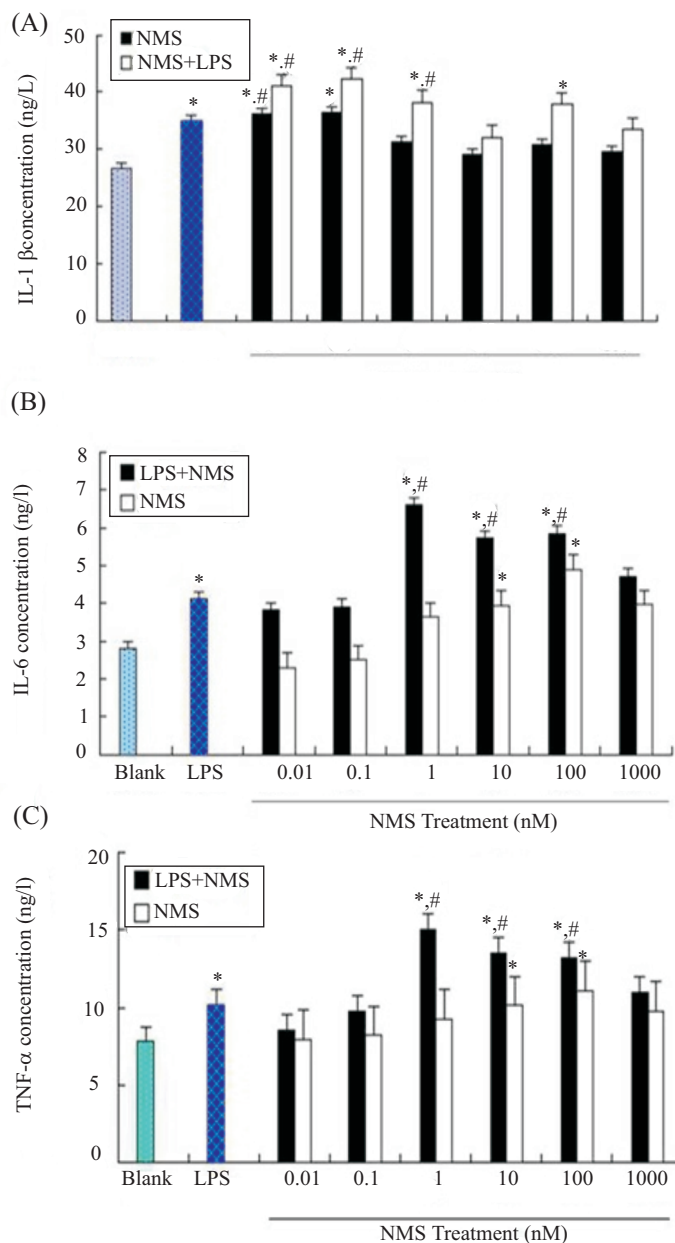 (A)
NMS
NMS+LPS
IL-1 βconcentration (ng/L)
50
40
30
20
10
0
*
*.#
*.#
*
*.#
*.#
*
(B)
LPS+NMS
NMS
IL-6 concentration (ng/l)
8
7
6
5
4
3
2
1
0
*
*,#
*,#
*
*,#
*
Blank LPS 0.01 0.1 1 10 100 1000
NMS Treatment (nM)
(C)
LPS+NMS
NMS
TNF-α concentration (ng/l)
20
15
10
5
0
*
*,#
*,#
*
*,#
*
Blank LPS 0.01 0.1 1 10 100 1000
NMS Treatment (nM)